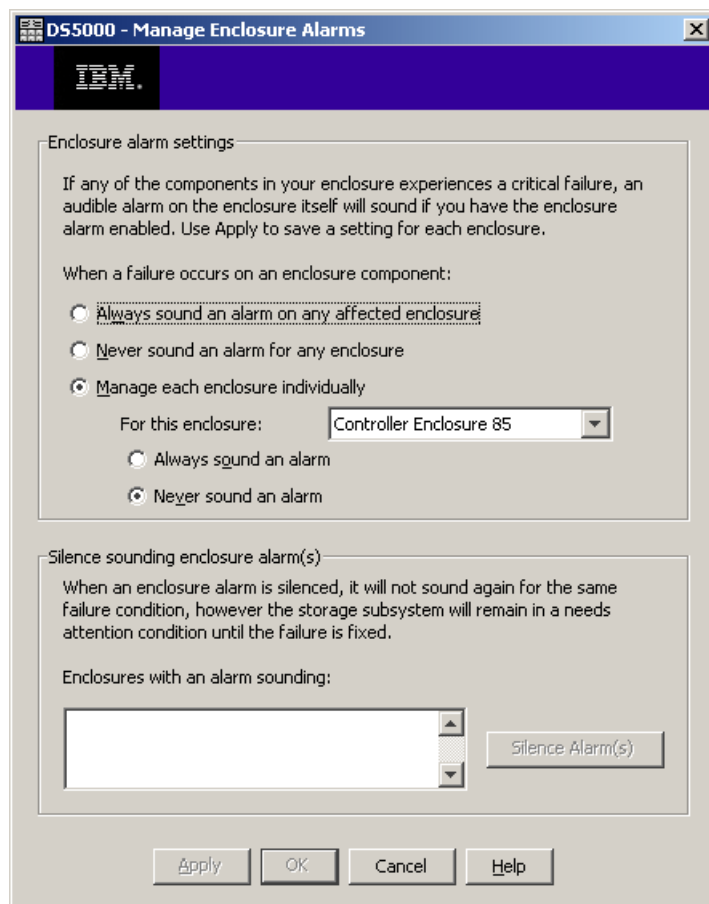 DS5000 - Manage Enclosure Alarms
IBM.
Enclosure alarm settings
If any of the components in your enclosure experiences a critical failure, an
audible alarm on the enclosure itself will sound if you have the enclosure
alarm enabled. Use Apply to save a setting for each enclosure.
When a failure occurs on an enclosure component:
Always sound an alarm on any affected enclosure
Never sound an alarm for any enclosure
Manage each enclosure individually
For this enclosure: Controller Enclosure 85
Always sound an alarm
Never sound an alarm
Silence sounding enclosure alarm(s)
When an enclosure alarm is silenced, it will not sound again for the same
failure condition, however the storage subsystem will remain in a needs
attention condition until the failure is fixed.
Enclosures with an alarm sounding:
Silence Alarm(s)
Apply OK Cancel Help